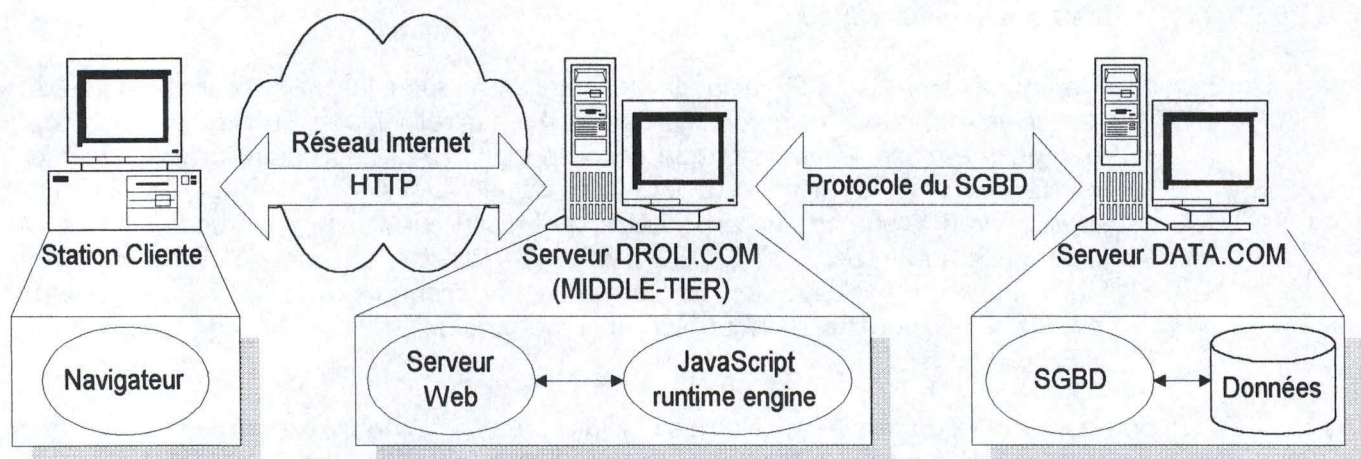 Réseau Internet
HTTP
Protocole du SGBD
Station Cliente
Serveur DROLI.COM
(MIDDLE-TIER)
Serveur DATA.COM
Navigateur
Serveur
Web
JavaScript
runtime engine
SGBD
Données